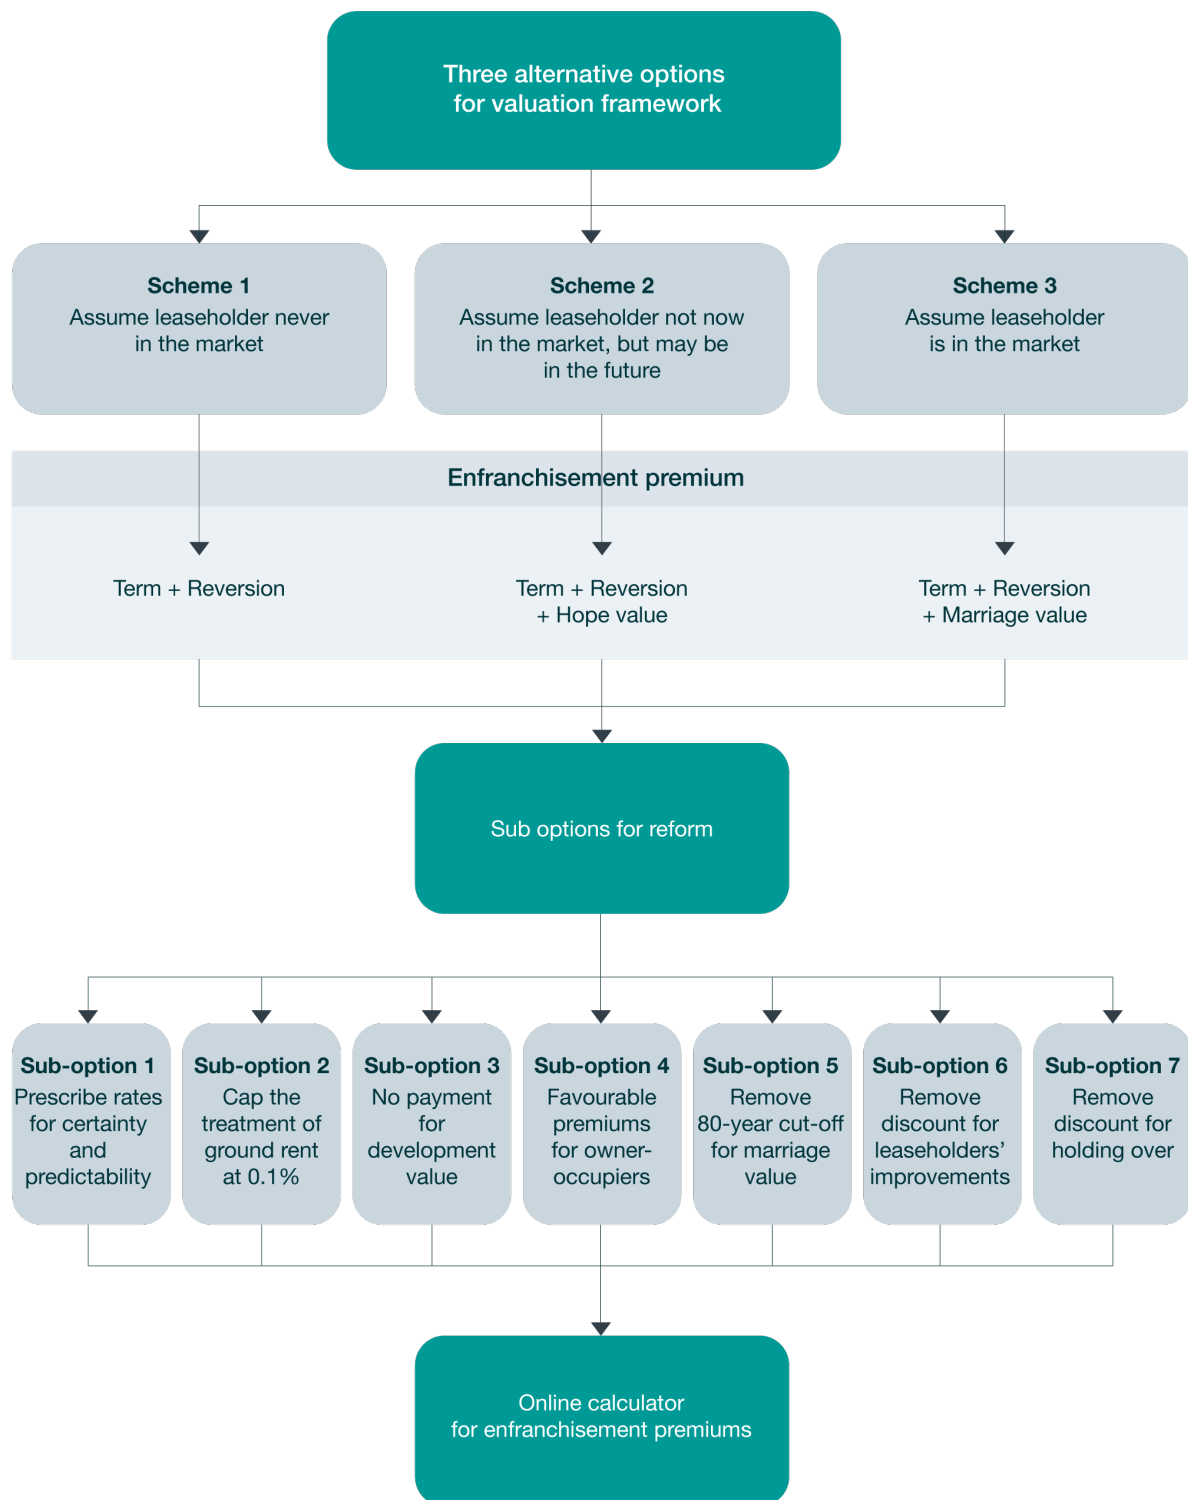 Three alternative options
for valuation framework
Scheme 1
Assume leaseholder never
in the market
Scheme 2
Assume leaseholder not now
in the market, but may be
in the future
Scheme 3
Assume leaseholder
is in the market
Enfranchisement premium
Term + Reversion
Term + Reversion
+ Hope value
Term + Reversion
+ Marriage value
Sub options for reform
Sub-option 1
Prescribe rates
for certainty
and
predictability
Sub-option 2
Cap the
treatment of
ground rent
at 0.1%
Sub-option 3
No payment
for
development
value
Sub-option 4
Favourable
premiums
for owner-
occupiers
Sub-option 5
Remove
80-year cut-off
for marriage
value
Sub-option 6
Remove
discount for
leaseholders’
improvements
Sub-option 7
Remove
discount for
holding over
Online calculator
for enfranchisement premiums